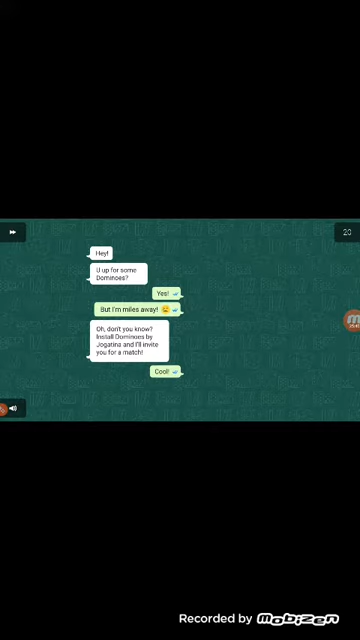 20
Hey!
U up for some
Dominoes?
Yes!
But I'm miles away!
Oh, don't you know?
Install Dominoes by
Jogatina and I'll invite
you for a match!
Cool!
Recorded by mobizen